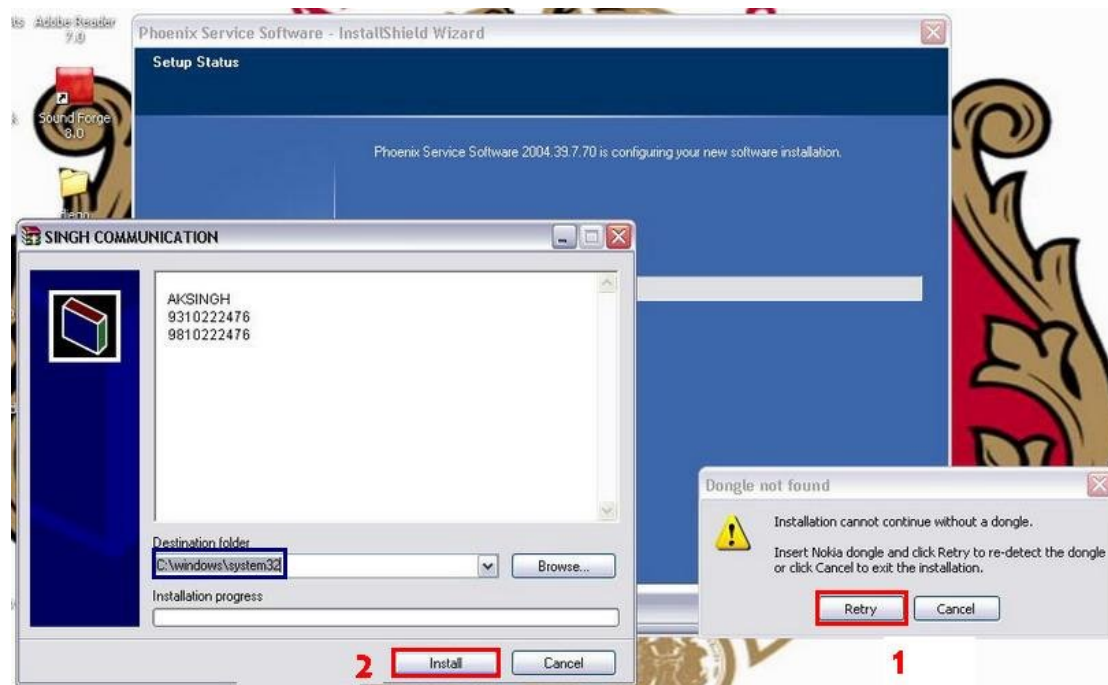 Adobe Reader
7.0
Sound Forge
8.0
Phoenix Service Software - InstallShield Wizard
Setup Status
Phoenix Service Software 2004.39.7.70 is configuring your new software installation.
SINGH COMMUNICATION
AKSINGH
9310222476
9810222476
Destination folder
C:\windows\system32
Browse...
Installation progress
2
Install
Cancel
Dongle not found
Installation cannot continue without a dongle.
Insert Nokia dongle and click Retry to re-detect the dongle
or click Cancel to exit the installation.
Retry
Cancel
1